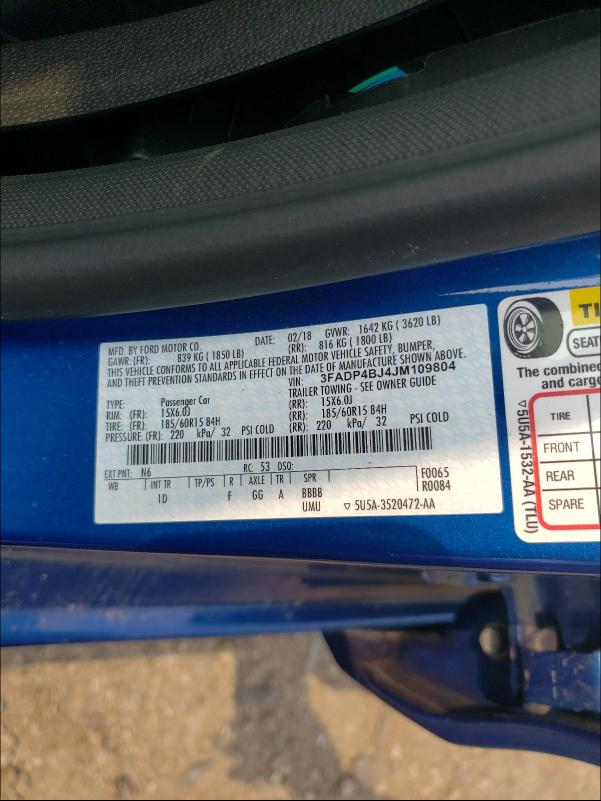 MFD. BY FORD MOTOR CO.
DATE: 02/18 GVWR: 1642 KG ( 3620 LB)
GAWR: (FR): 839 KG ( 1850 LB) (RR): 816 KG ( 1800 LB)
THIS VEHICLE CONFORMS TO ALL APPLICABLE FEDERAL MOTOR VEHICLE SAFETY, BUMPER,
AND THEFT PREVENTION STANDARDS IN EFFECT ON THE DATE OF MANUFACTURE SHOWN ABOVE.
VIN: 3FADP4BJ4JM109804
TYPE: Passenger Car TRAILER TOWING - SEE OWNER GUIDE
RIM: (FR): 15X6.0J (RR): 15X6.0J
TIRE: (FR): 185/60R15 84H (RR): 185/60R15 84H
PRESSURE: (FR): 220 kPa/ 32 PSI COLD (RR): 220 kPa/ 32 PSI COLD
EXT PNT: N6 RC: 53 DSO: F0065
WB INT TR TP/PS R AXLE TR SPR R0084
1D F GG A BBBB
UMU ▽5U5A-3520472-AA
TI
SEAT
The combined
and cargo
TIRE
FRONT
REAR
SPARE
▽5U5A-1532-AA (TLU)